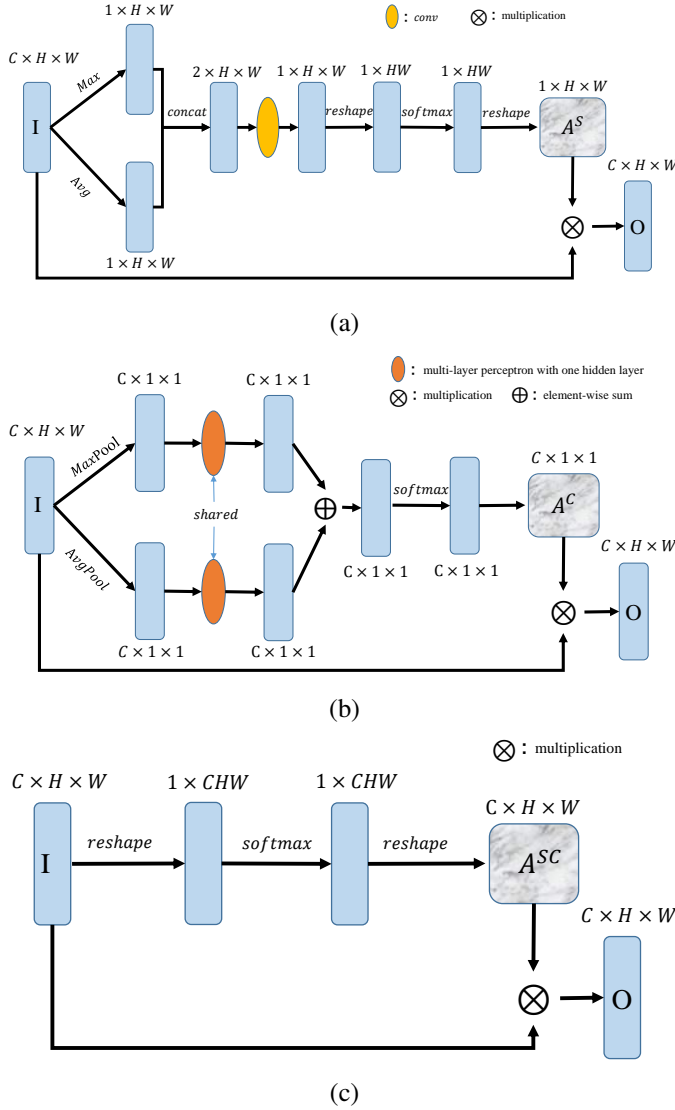 : conv
: multiplication
1 × H × W
C × H × W
Max
2 × H × W
1 × H × W
1 × HW
1 × HW
1 × H × W
I
concat
reshape
softmax
reshape
A^S
Avg
C × H × W
O
1 × H × W
(a)
: multi-layer perceptron with one hidden layer
: multiplication
: element-wise sum
C × 1 × 1
C × 1 × 1
C × H × W
MaxPool
C × 1 × 1
softmax
I
shared
A^C
AvgPool
C × 1 × 1
C × 1 × 1
C × H × W
O
C × 1 × 1
C × 1 × 1
(b)
: multiplication
C × H × W
1 × CHW
1 × CHW
C × H × W
reshape
softmax
reshape
I
A^{SC}
C × H × W
O
(c)